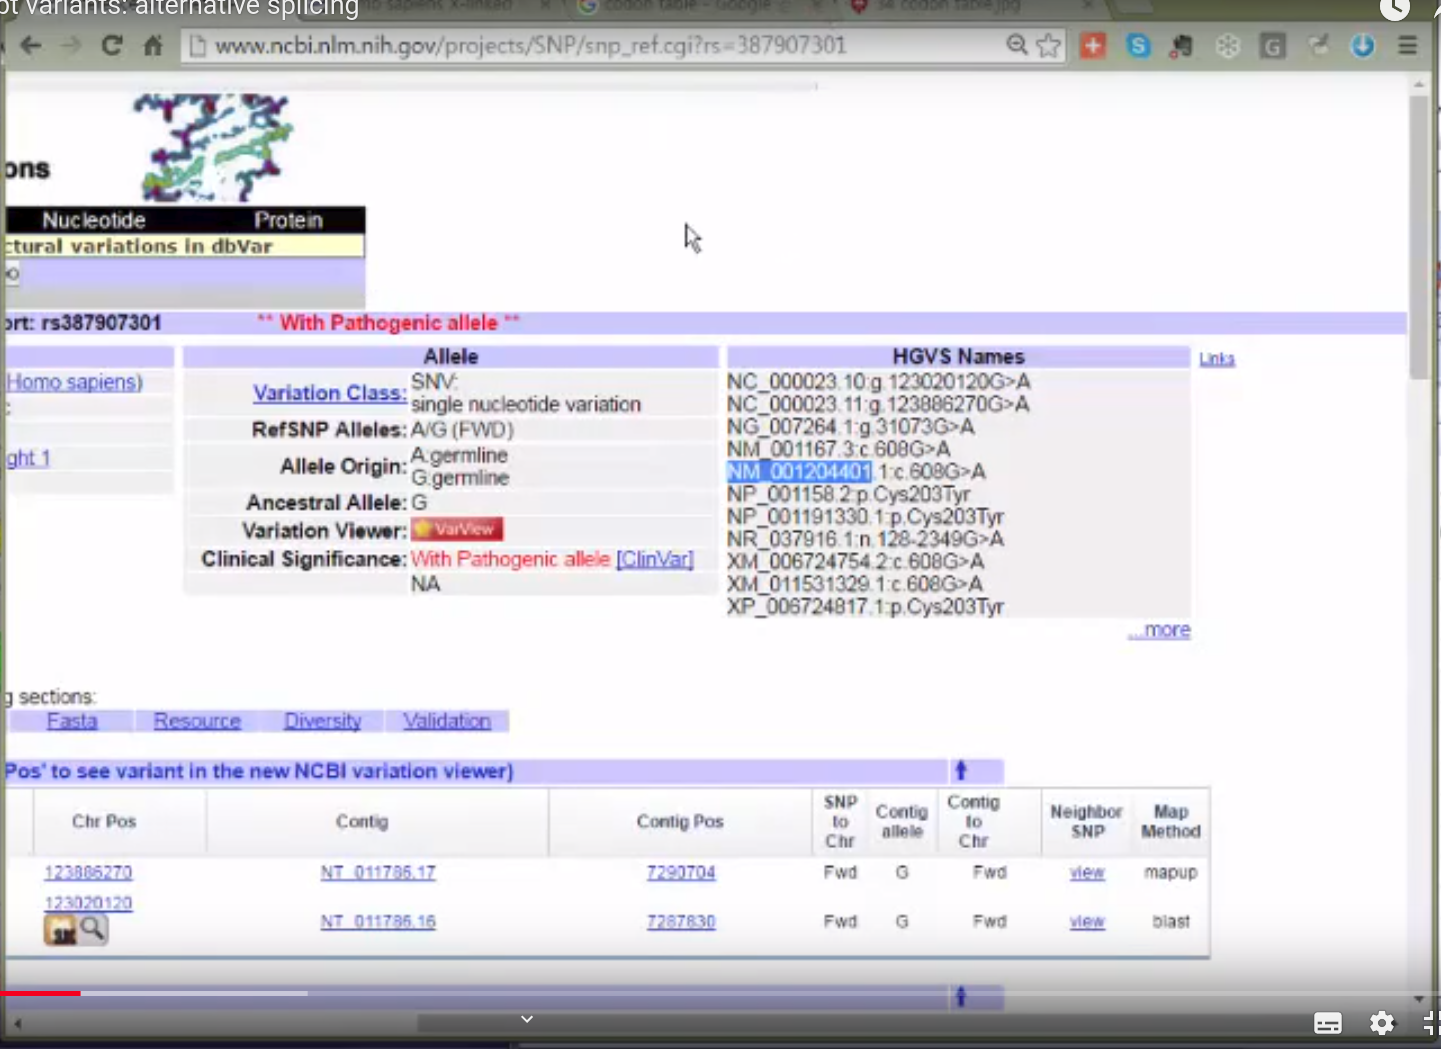 ot variants: alternative splicing
www.ncbi.nlm.nih.gov/projects/SNP/snp_ref.cgi?rs=387907301
ons
Nucleotide Protein
ctural variations in dbVar
ort: rs387907301 ** With Pathogenic allele **
Homo sapiens)
ght 1
Allele
Variation Class: SNV:
single nucleotide variation
RefSNP Alleles: A/G (FWD)
Allele Origin: A:germline
G:germline
Ancestral Allele: G
Variation Viewer: VarView
Clinical Significance: With Pathogenic allele [ClinVar]
NA
HGVS Names
NC_000023.10:g.123020120G>A
NC_000023.11:g.123886270G>A
NG_007264.1:g.31073G>A
NM_001167.3:c.608G>A
NM_001204401.1:c.608G>A
NP_001158.2:p.Cys203Tyr
NP_001191330.1:p.Cys203Tyr
NR_037916.1:n.128-2349G>A
XM_006724754.2:c.608G>A
XM_011531329.1:c.608G>A
XP_006724817.1:p.Cys203Tyr
...more
Links
g sections:
Fasta Resource Diversity Validation
Pos' to see variant in the new NCBI variation viewer)
Chr Pos Contig Contig Pos SNP to Chr Contig allele Contig to Chr Neighbor SNP Map Method
123886270 NT_011786.17 7290704 Fwd G Fwd view mapup
123020120 NT_011786.16 7287830 Fwd G Fwd view blast